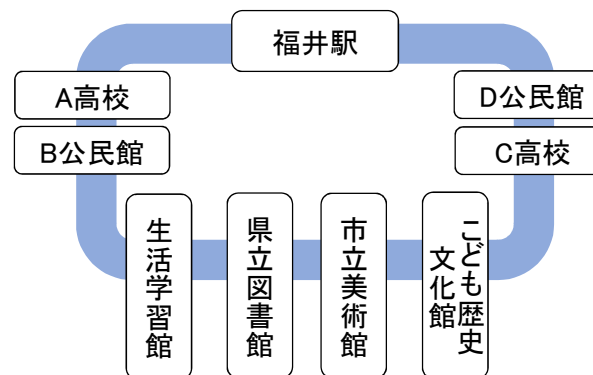 福井駅
A高校
D公民館
B公民館
C高校
生活学習館
県立図書館
市立美術館
こども歴史
文化館